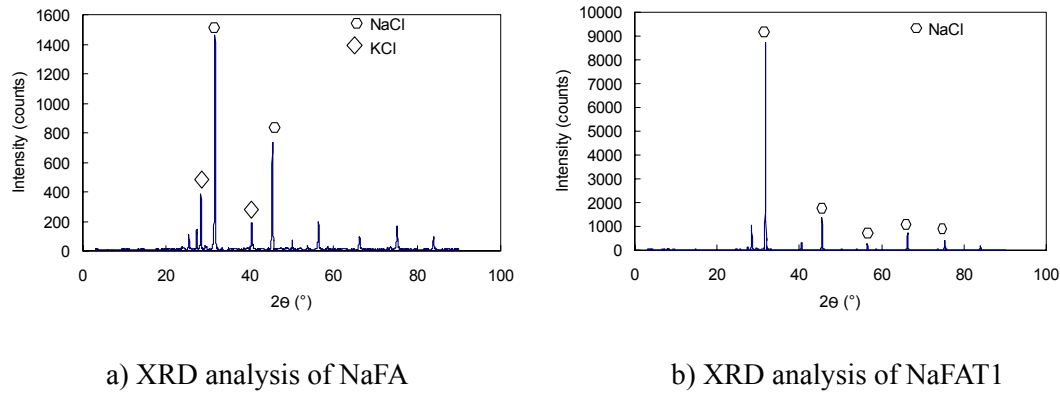 1600
1400
1200
1000
800
600
400
200
0
Intensity (counts)
0 20 40 60 80 100
2ɵ (°)
NaCl
KCl
a) XRD analysis of NaFA
10000
9000
8000
7000
6000
5000
4000
3000
2000
1000
0
Intensity (counts)
0 20 40 60 80 100
2ɵ (°)
NaCl
b) XRD analysis of NaFAT1